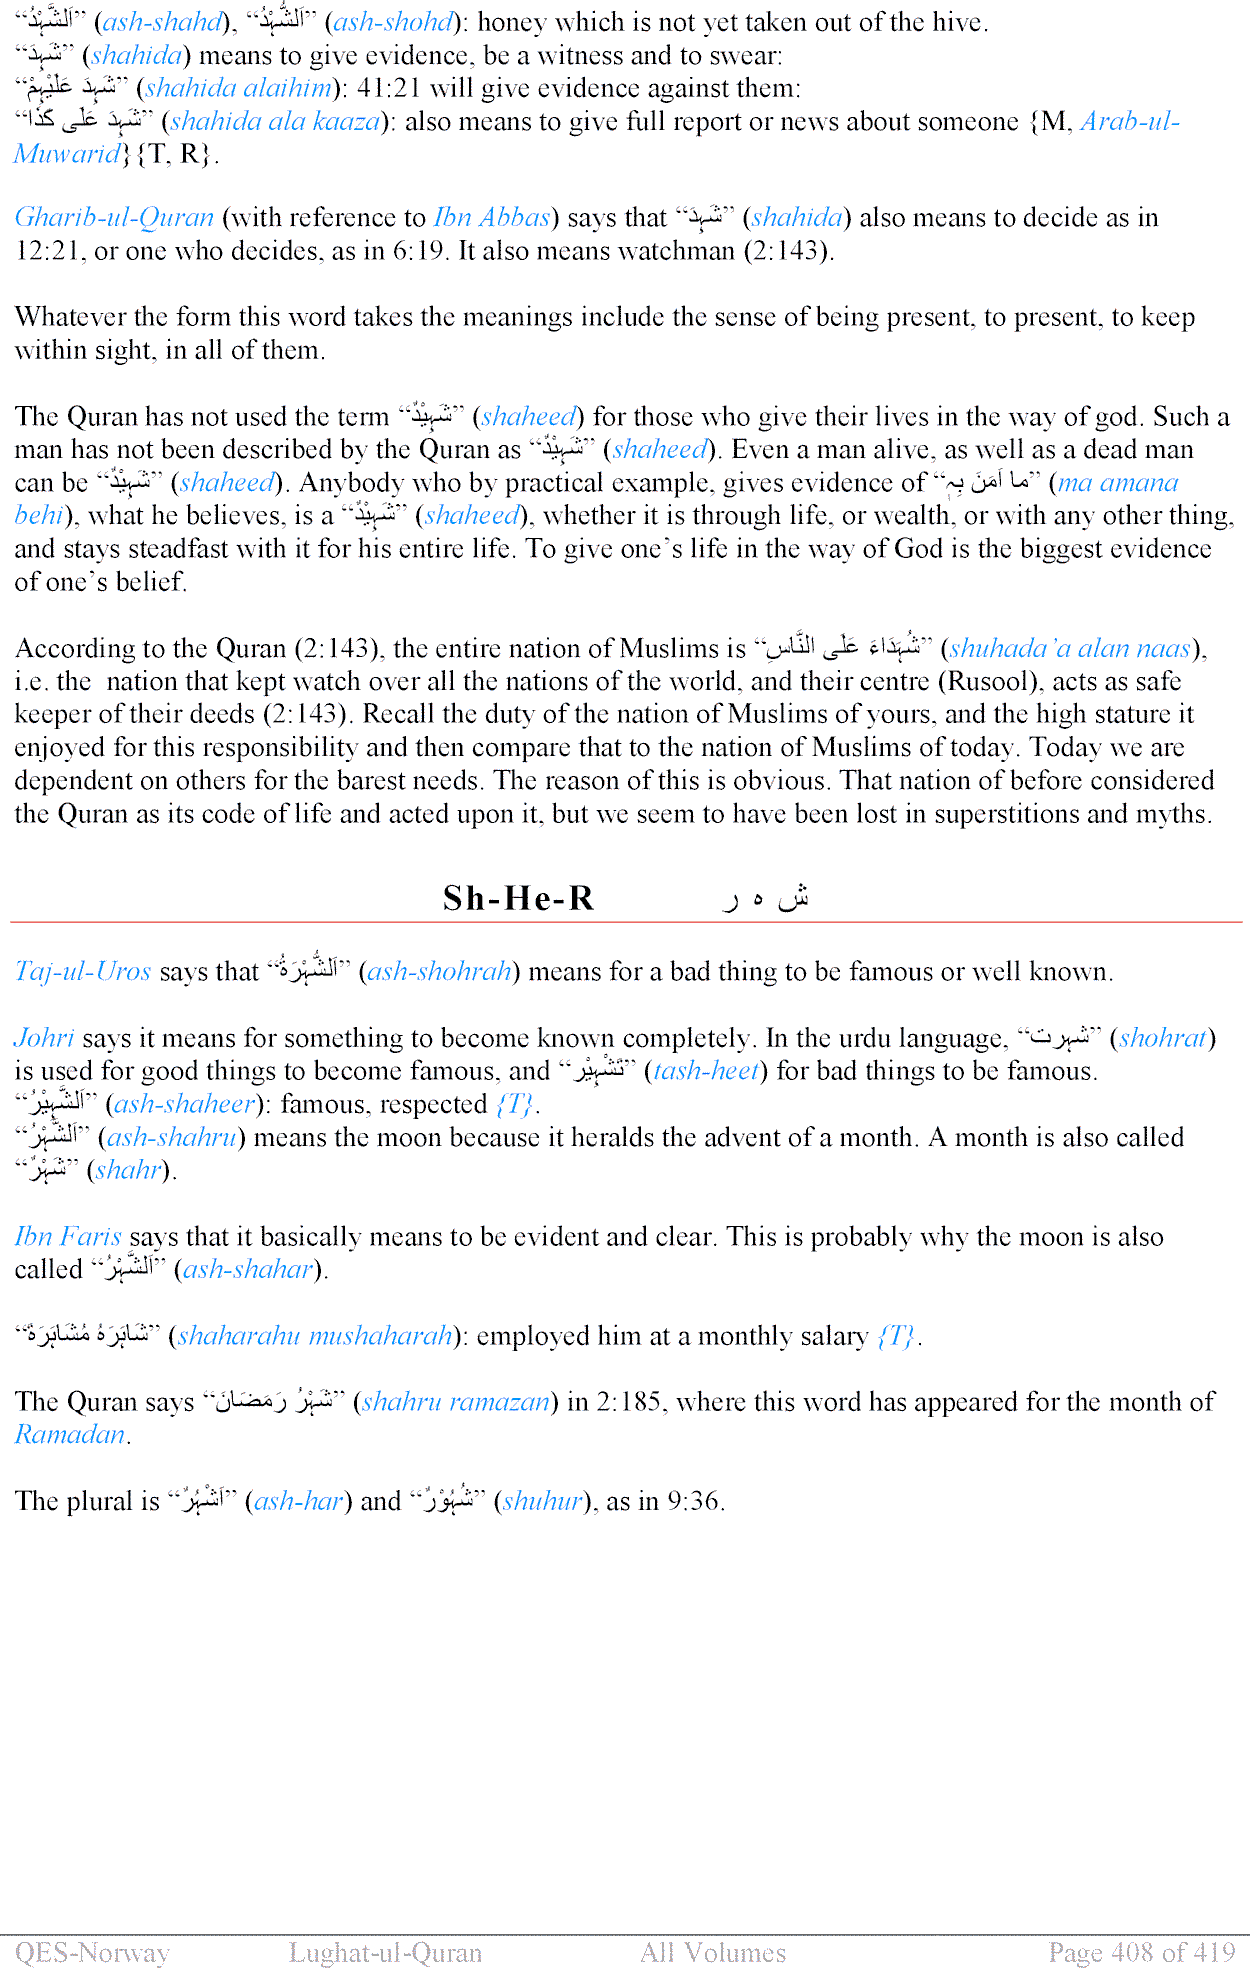 “اَلشَّہْدُ” (ash-shahd), “اَلشُّہْدُ” (ash-shohd): honey which is not yet taken out of the hive.
“شَہِدَ” (shahida) means to give evidence, be a witness and to swear:
“شَہِدَ عَلَيْہِمْ” (shahida alaihim): 41:21 will give evidence against them:
“شَہِدَ عَلٰی کَذَا” (shahida ala kaaza): also means to give full report or news about someone {M, Arab-ul-
Muwarid}{T, R}.
Gharib-ul-Quran (with reference to Ibn Abbas) says that “شَہِدَ” (shahida) also means to decide as in
12:21, or one who decides, as in 6:19. It also means watchman (2:143).
Whatever the form this word takes the meanings include the sense of being present, to present, to keep
within sight, in all of them.
The Quran has not used the term “شَہِيْدٌ” (shaheed) for those who give their lives in the way of god. Such a
man has not been described by the Quran as “شَہِيْدٌ” (shaheed). Even a man alive, as well as a dead man
can be “شَہِيْدٌ” (shaheed). Anybody who by practical example, gives evidence of “ما اٰمَنَ بِہٖ” (ma amana
behi), what he believes, is a “شَہِيْدٌ” (shaheed), whether it is through life, or wealth, or with any other thing,
and stays steadfast with it for his entire life. To give one’s life in the way of God is the biggest evidence
of one’s belief.
According to the Quran (2:143), the entire nation of Muslims is “شُہَدَاءَ عَلَی النَّاسِ” (shuhada’a alan naas),
i.e. the  nation that kept watch over all the nations of the world, and their centre (Rusool), acts as safe
keeper of their deeds (2:143). Recall the duty of the nation of Muslims of yours, and the high stature it
enjoyed for this responsibility and then compare that to the nation of Muslims of today. Today we are
dependent on others for the barest needs. The reason of this is obvious. That nation of before considered
the Quran as its code of life and acted upon it, but we seem to have been lost in superstitions and myths.
Sh-He-R ش ہ ر
Taj-ul-Uros says that “اَلشُّہْرَۃُ” (ash-shohrah) means for a bad thing to be famous or well known.
Johri says it means for something to become known completely. In the urdu language, “شہرت” (shohrat)
is used for good things to become famous, and “تَشْہِيْر” (tash-heet) for bad things to be famous.
“اَلشَّہِيْرُ” (ash-shaheer): famous, respected {T}.
“اَلشَّہْرُ” (ash-shahru) means the moon because it heralds the advent of a month. A month is also called
“شَہْرٌ” (shahr).
Ibn Faris says that it basically means to be evident and clear. This is probably why the moon is also
called “اَلشَّہْرُ” (ash-shahar).
“شَاہَرَہٗ مُشَاہَرَۃً” (shaharahu mushaharah): employed him at a monthly salary {T}.
The Quran says “شَہْرُ رَمَضَانَ” (shahru ramazan) in 2:185, where this word has appeared for the month of
Ramadan.
The plural is “اَشْہُرٌ” (ash-har) and “شُہُوْرٌ” (shuhur), as in 9:36.
QES-Norway Lughat-ul-Quran All Volumes Page 408 of 419